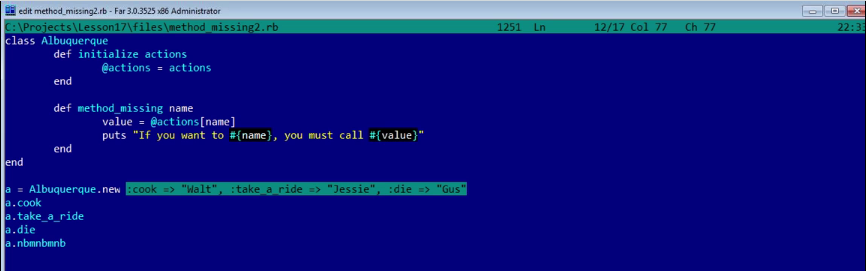 edit method_missing2.rb - Far 3.0.3525 x86 Administrator
C:\Projects\Lesson17\files\method_missing2.rb 1251 Ln 12/17 Col 77 Ch 77 22:33
class Albuquerque
def initialize actions
@actions = actions
end
def method_missing name
value = @actions[name]
puts "If you want to #{name}, you must call #{value}"
end
end
a = Albuquerque.new :cook => "Walt", :take_a_ride => "Jessie", :die => "Gus"
a.cook
a.take_a_ride
a.die
a.nbmnbmnb